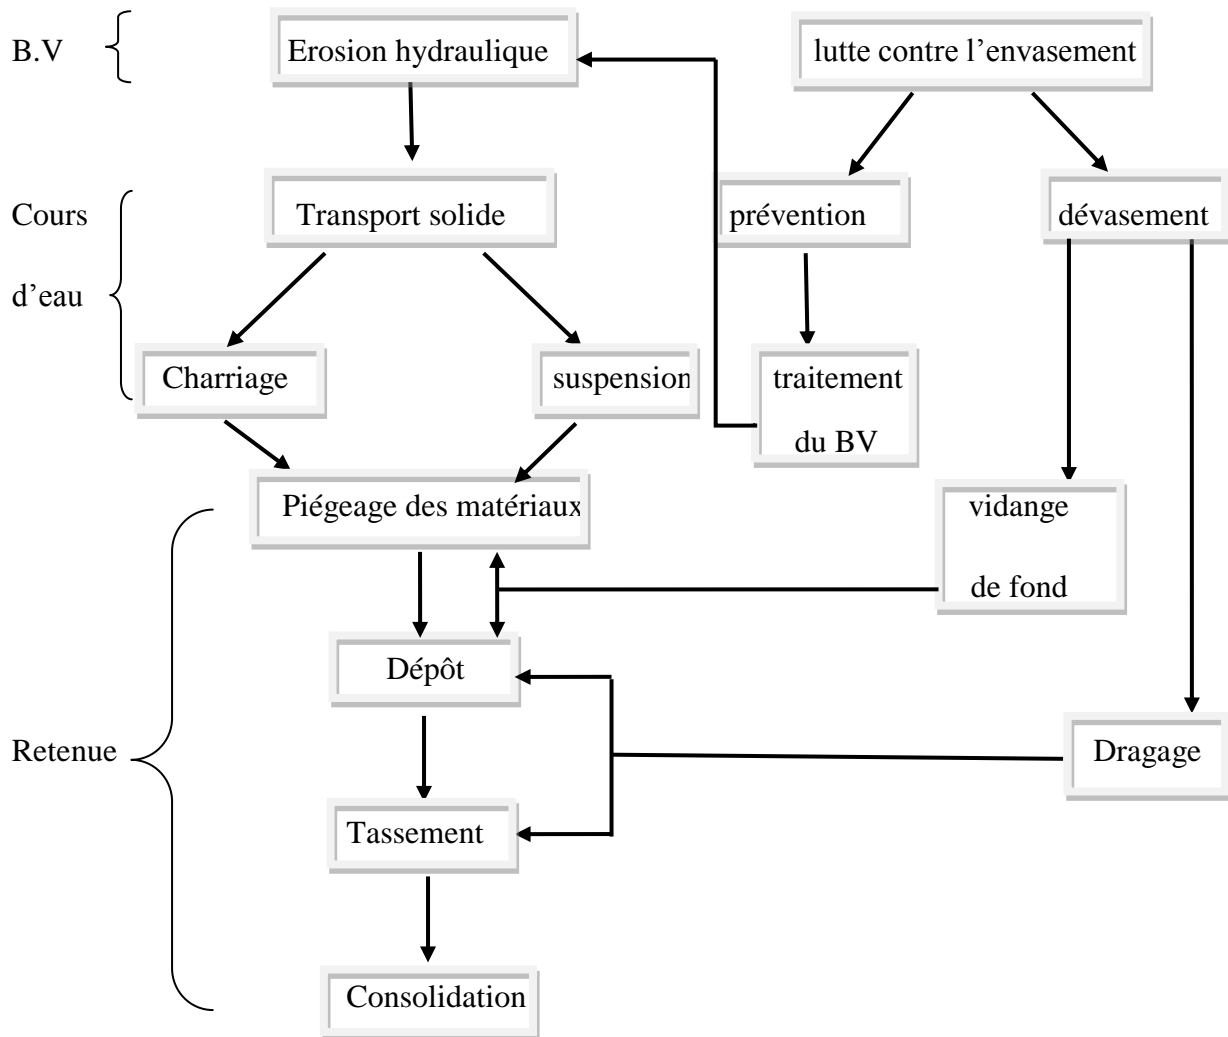 B.V
Erosion hydraulique
lutte contre l’envasement
Cours
d’eau
Transport solide
prévention
dévasement
Charriage
suspension
traitement
du BV
Piégeage des matériaux
vidange
de fond
Dépôt
Retenue
Dragage
Tassement
Consolidation